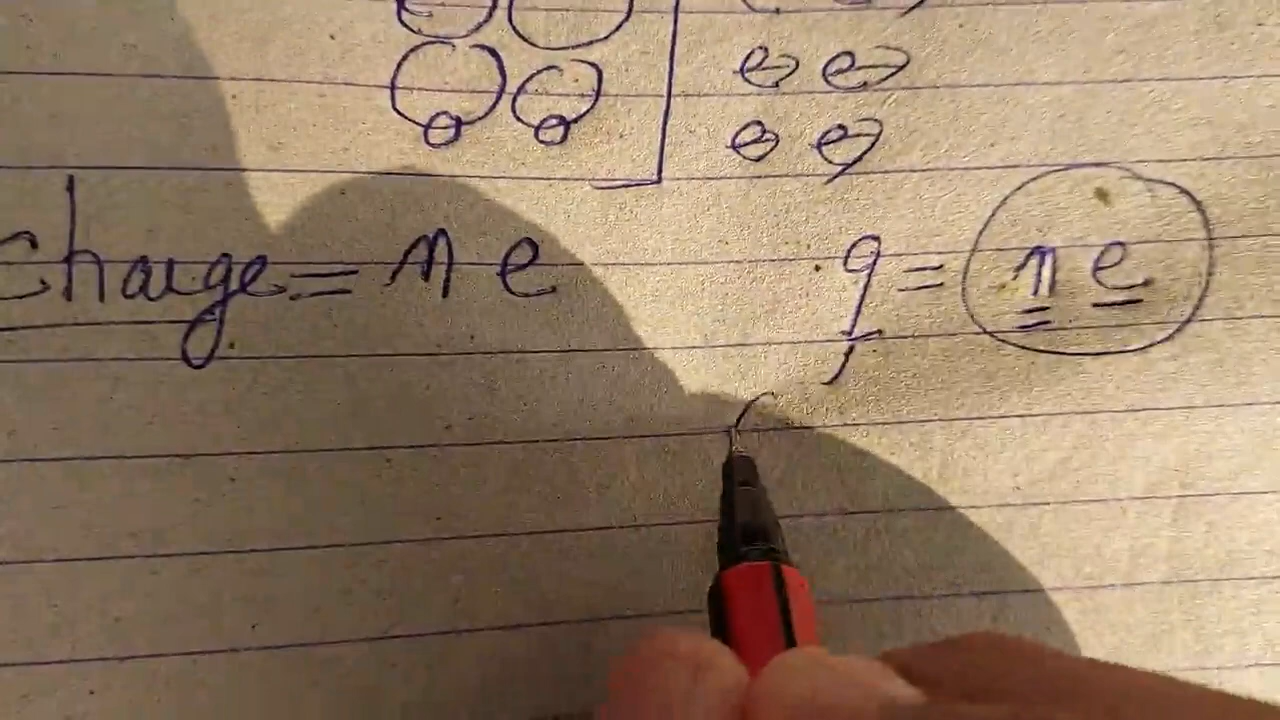 Charge = n e
q = n e